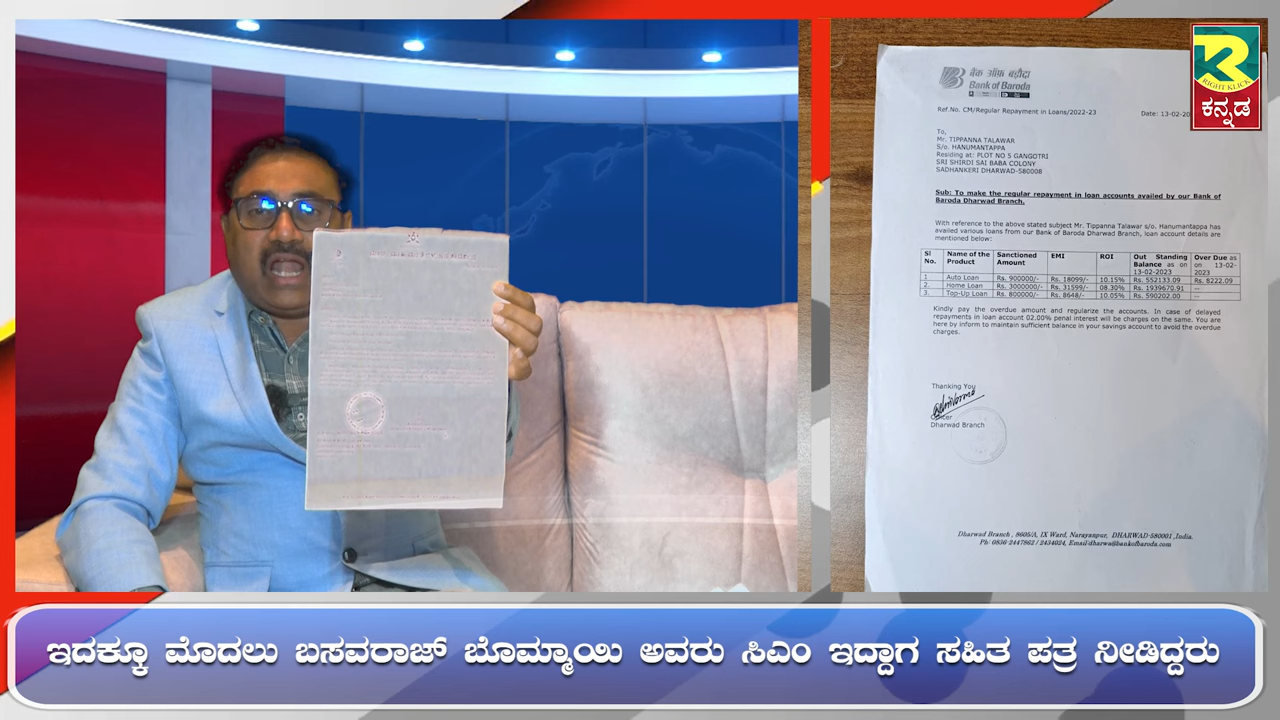 RIGHT KLICK
ಕನ್ನಡ
बैंक ऑफ़ बड़ौदा
Bank of Baroda
Ref.No. CM/Regular Repayment in Loans/2022-23
Date: 13-02-20
To,
Mr. TIPPANNA TALAWAR
S/o. HANUMANTAPPA
Residing at: PLOT NO 5 GANGOTRI
SRI SHIRDI SAI BABA COLONY
SADHANKERI DHARWAD-580008
Sub: To make the regular repayment in loan accounts availed by our Bank of
Baroda Dharwad Branch.
With reference to the above stated subject Mr. Tippanna Talawar s/o. Hanumantappa has
availed various loans from our Bank of Baroda Dharwad Branch, loan account details are
mentioned below:
Sl No. Name of the Product Sanctioned Amount EMI ROI Out Standing Balance as on 13-02-2023 Over Due as on 13-02-2023
1 Auto Loan Rs. 900000/- Rs. 18099/- 10.15% Rs. 552133.09 Rs. 8222.09
2. Home Loan Rs. 3000000/- Rs. 31599/- 08.30% Rs. 1939670.91 --
3. Top-Up Loan Rs. 800000/- Rs. 8648/- 10.05% Rs. 590202.00 --
Kindly pay the overdue amount and regularize the accounts. In case of delayed
repayments in loan account 02.00% penal interest will be charges on the same. You are
here by inform to maintain sufficient balance in your savings account to avoid the overdue
charges.
Thanking You
Dharwad Branch
Dharwad Branch , 8605/A, IX Ward, Narayanpur, DHARWAD-580001 ,India.
Ph: 0836-2447862 / 2434024, Email-dharwa@bankofbaroda.com
ಇದಕ್ಕೂ ಮೊದಲು ಬಸವರಾಜ್ ಬೊಮ್ಮಾಯಿ ಅವರು ಸಿಎಂ ಇದ್ದಾಗ ಸಹಿತ ಪತ್ರ ನೀಡಿದ್ದರು